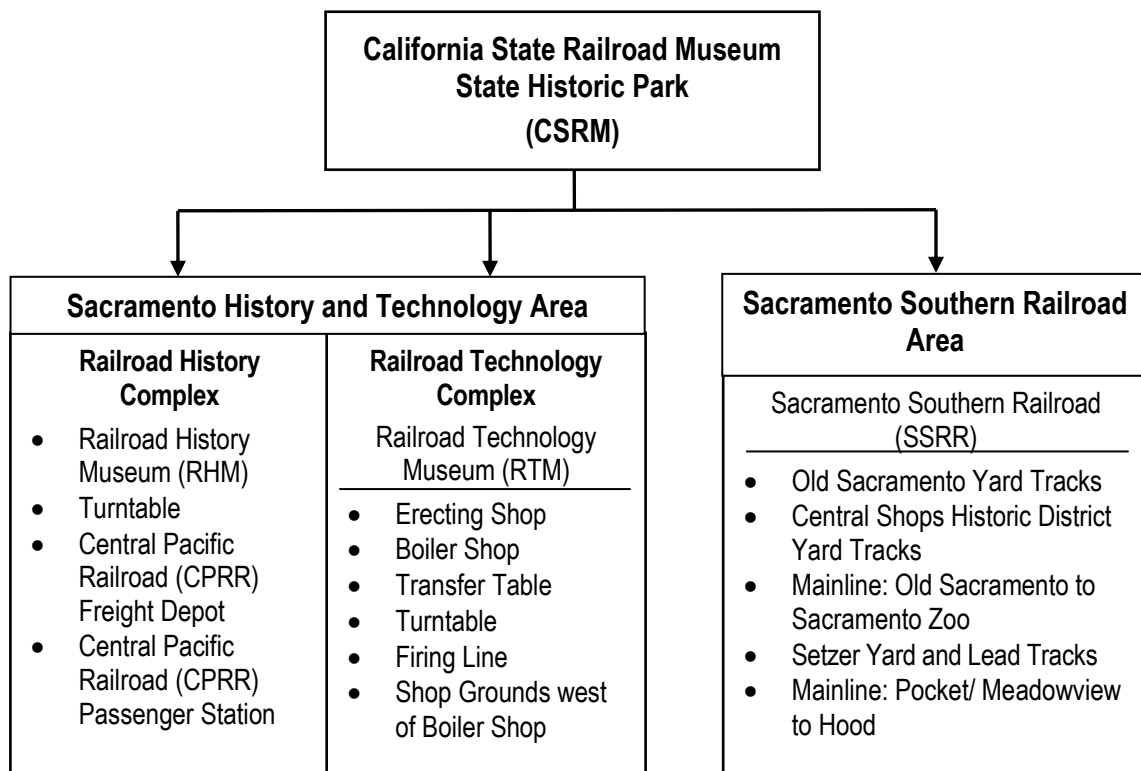 California State Railroad Museum
State Historic Park
(CSRM)
Sacramento History and Technology Area
Railroad History
Complex
• Railroad History
Museum (RHM)
• Turntable
• Central Pacific
Railroad (CPRR)
Freight Depot
• Central Pacific
Railroad (CPRR)
Passenger Station
Railroad Technology
Complex
Railroad Technology
Museum (RTM)
• Erecting Shop
• Boiler Shop
• Transfer Table
• Turntable
• Firing Line
• Shop Grounds west
of Boiler Shop
Sacramento Southern Railroad
Area
Sacramento Southern Railroad
(SSRR)
• Old Sacramento Yard Tracks
• Central Shops Historic District
Yard Tracks
• Mainline: Old Sacramento to
Sacramento Zoo
• Setzer Yard and Lead Tracks
• Mainline: Pocket/ Meadowview
to Hood